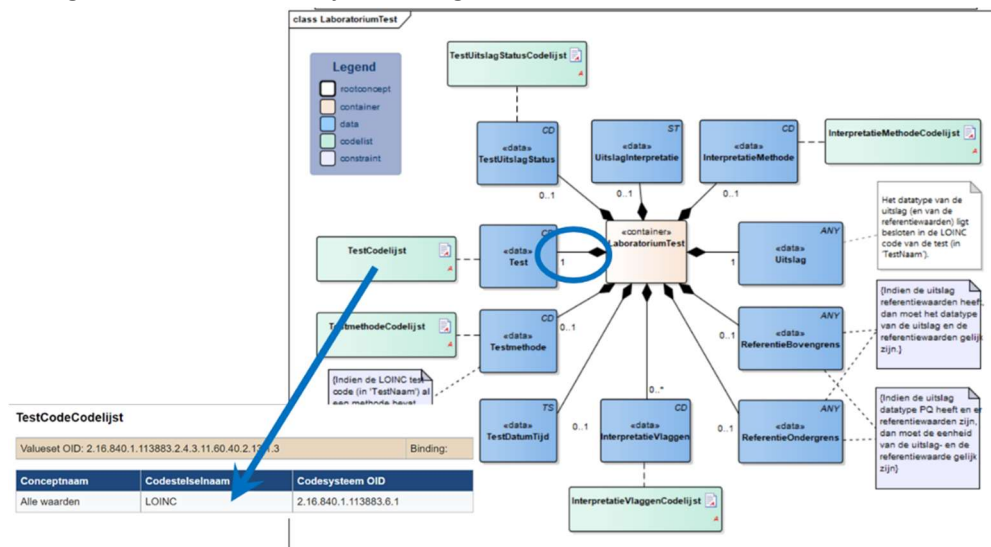 class LaboratoriumTest
Legend
rootconcept
container
data
codelist
constraint
TestUitslagStatusCodelijst
CD
«data»
TestUitslagStatus
0..1
ST
«data»
UitslagInterpretatie
0..1
CD
«data»
InterpretatieMethode
0..1
InterpretatieMethodeCodelijst
Het datatype van de
uitslag (en van de
referentiewaarden) ligt
besloten in de LOINC
code van de test (in
'TestNaam').
TestCodelijst
«data»
Test
1
«container»
LaboratoriumTest
1
ANY
«data»
Uitslag
{Indien de uitslag
referentiewaarden heeft,
dan moet het datatype
van de uitslag en de
referentiewaarden gelijk
zijn.}
TestmethodeCodelijst
CD
«data»
Testmethode
0..1
0..1
ANY
«data»
ReferentieBovengrens
{Indien de LOINC test
code (in 'TestNaam') al
een methode bevat
{Indien de uitslag
datatype PQ heeft en er
referentiewaarden zijn,
dan moet de eenheid
van de uitslag- en de
referentiewaarde gelijk
zijn}
TS
«data»
TestDatumTijd
0..1
0..*
CD
«data»
InterpretatieVlaggen
0..1
ANY
«data»
ReferentieOndergrens
InterpretatieVlaggenCodelijst
TestCodeCodelijst
Valueset OID: 2.16.840.1.113883.2.4.3.11.60.40.2.13.1.3 Binding:
Conceptnaam Codestelselnaam Codesysteem OID
Alle waarden LOINC 2.16.840.1.113883.6.1